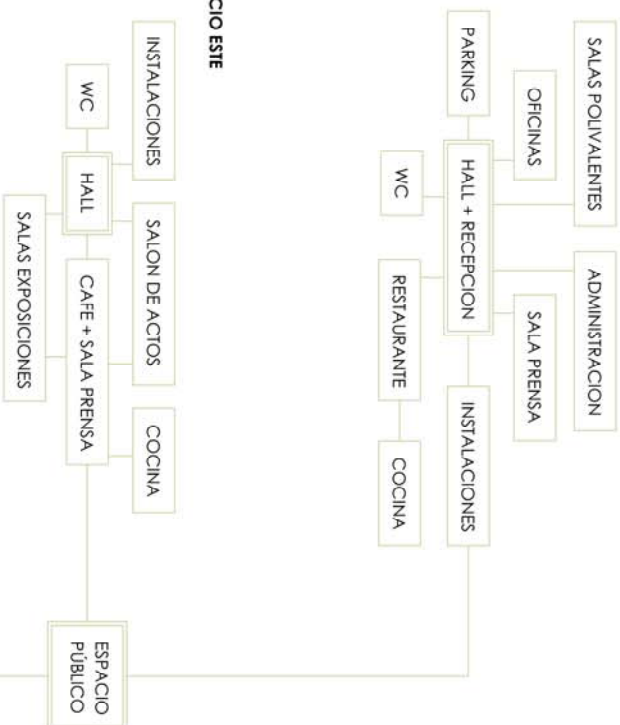 SALAS POLIVALENTES
ADMINISTRACION
OFICINAS
SALA PRENSA
PARKING
HALL + RECEPCION
INSTALACIONES
WC
RESTAURANTE
COCINA
CIO ESTE
INSTALACIONES
SALON DE ACTOS
COCINA
WC
HALL
CAFE + SALA PRENSA
ESPACIO
PÚBLICO
SALAS EXPOSICIONES